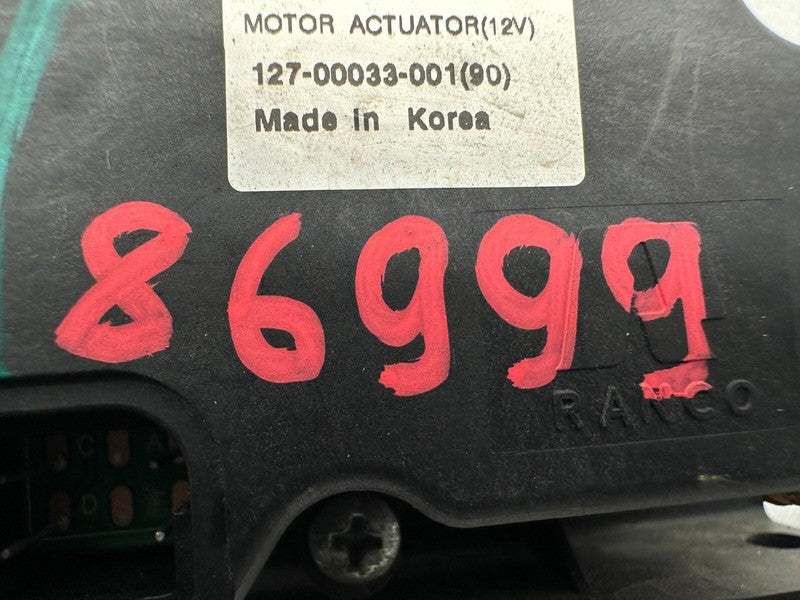 MOTOR ACTUATOR(12V)
127-00033-001(90)
Made in Korea
86999
RANCO
C A
D E